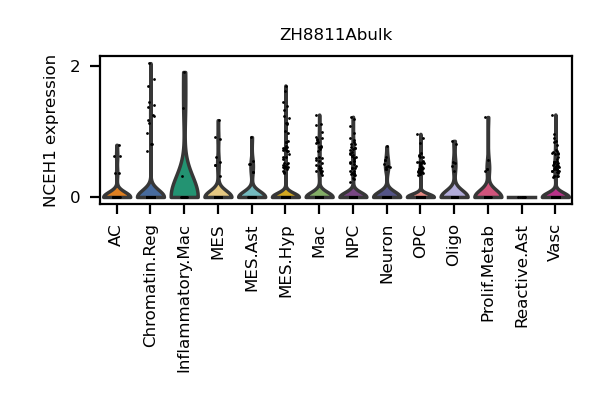 ZH8811Abulk
NCEH1 expression
2
0
AC
Chromatin.Reg
Inflammatory.Mac
MES
MES.Ast
MES.Hyp
Mac
NPC
Neuron
OPC
Oligo
Prolif.Metab
Reactive.Ast
Vasc